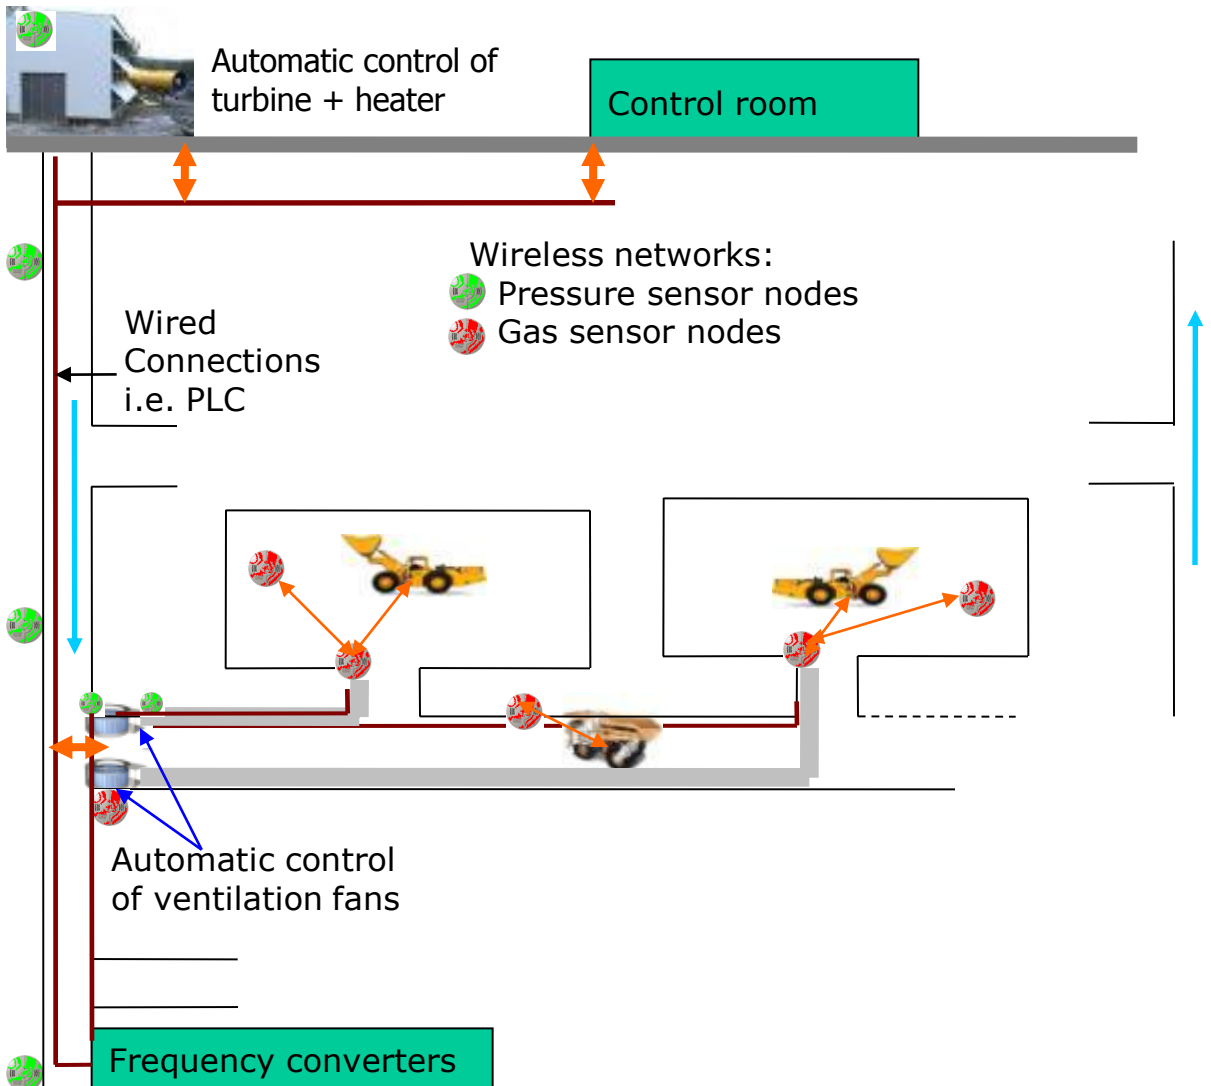 Automatic control of
turbine + heater
Control room
Wireless networks:
Pressure sensor nodes
Gas sensor nodes
Wired
Connections
i.e. PLC
Automatic control
of ventilation fans
Frequency converters